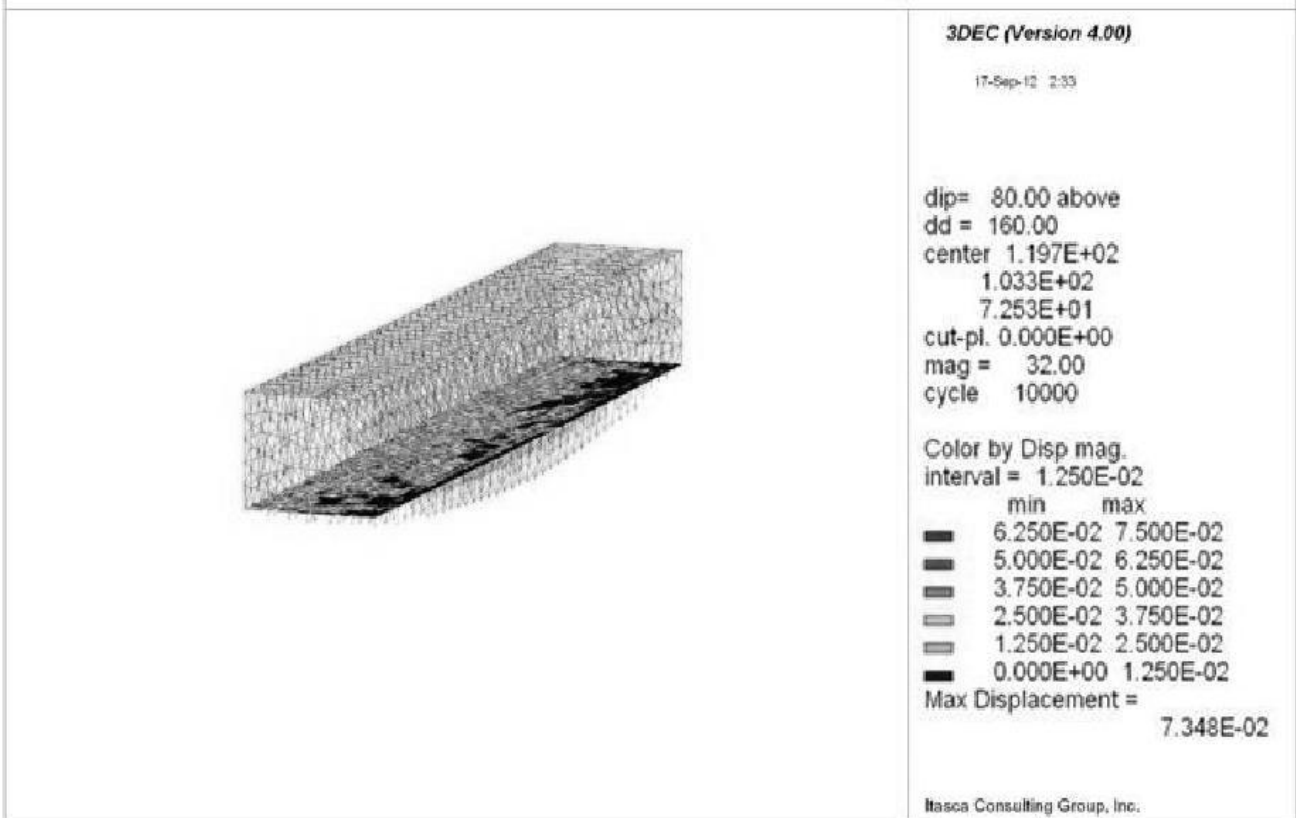 3DEC (Version 4.00)
17-Sep-12 2:33
dip= 80.00 above
dd = 160.00
center 1.197E+02
1.033E+02
7.253E+01
cut-pl. 0.000E+00
mag = 32.00
cycle 10000
Color by Disp mag.
interval = 1.250E-02
min max
6.250E-02 7.500E-02
5.000E-02 6.250E-02
3.750E-02 5.000E-02
2.500E-02 3.750E-02
1.250E-02 2.500E-02
0.000E+00 1.250E-02
Max Displacement =
7.348E-02
Itasca Consulting Group, Inc.